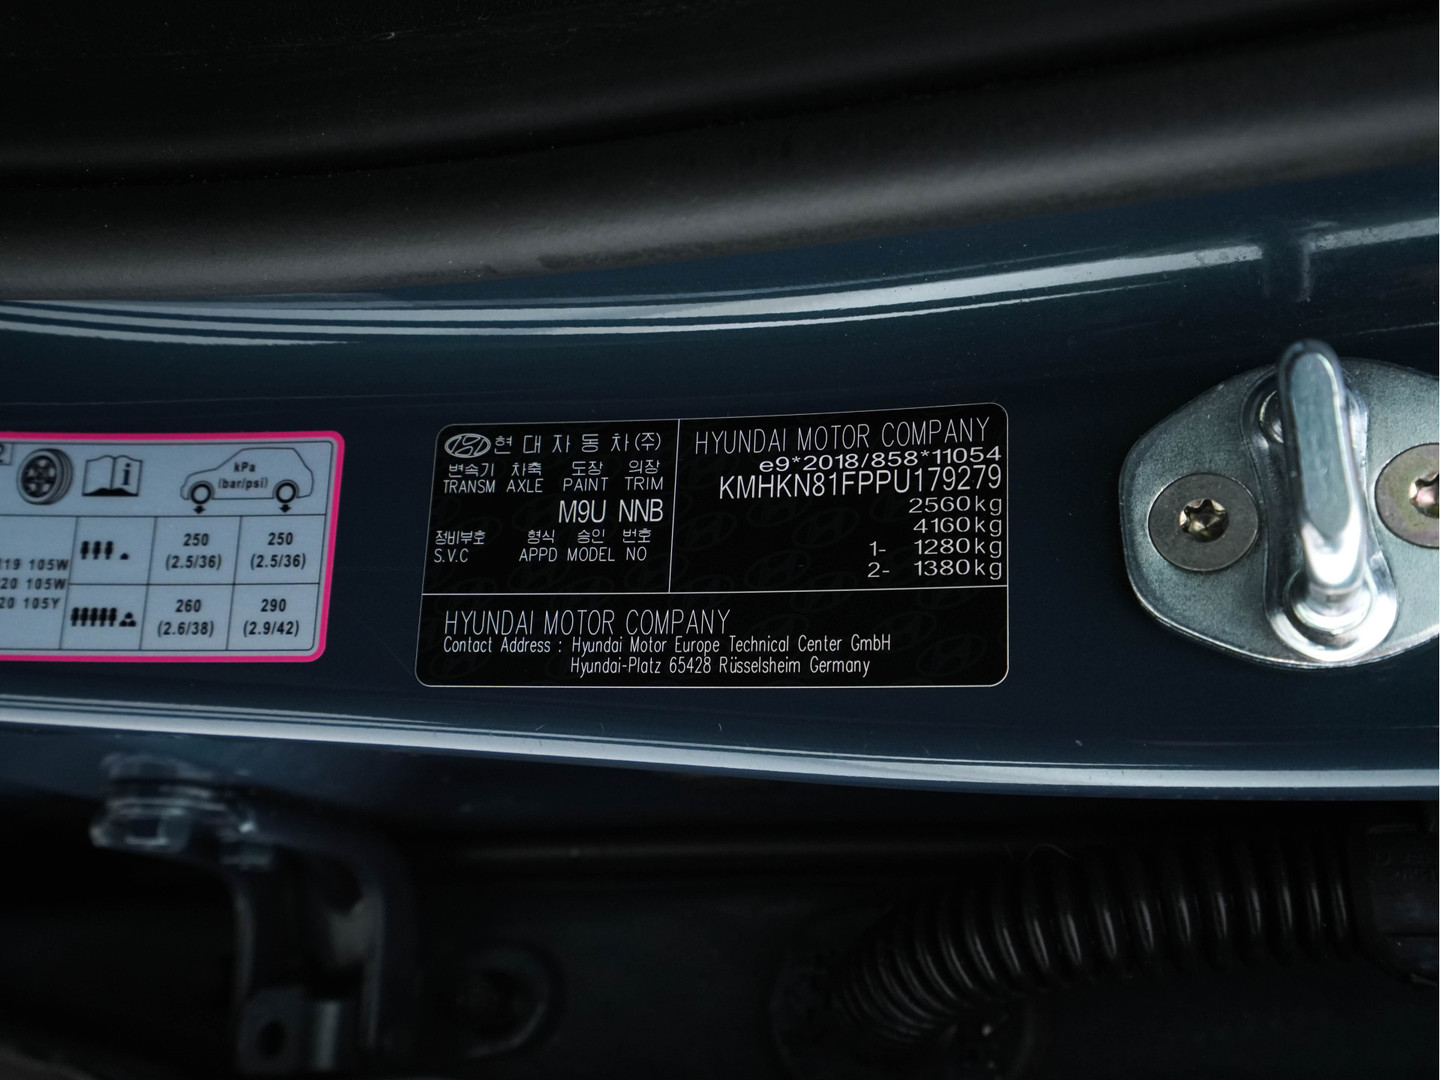 kPa
(bar/psi)
250 250
(2.5/36) (2.5/36)
19 105W
20 105W
20 105Y
260 290
(2.6/38) (2.9/42)
현대자동차(주)
변속기 차축 도장 의장
TRANSM AXLE PAINT TRIM
M9U NNB
정비부호 형식 승인 번호
S.V.C APPD MODEL NO
HYUNDAI MOTOR COMPANY
e9*2018/858*11054
KMHKN81FPPU179279
2560kg
4160kg
1- 1280kg
2- 1380kg
HYUNDAI MOTOR COMPANY
Contact Address : Hyundai Motor Europe Technical Center GmbH
Hyundai-Platz 65428 Rüsselsheim Germany